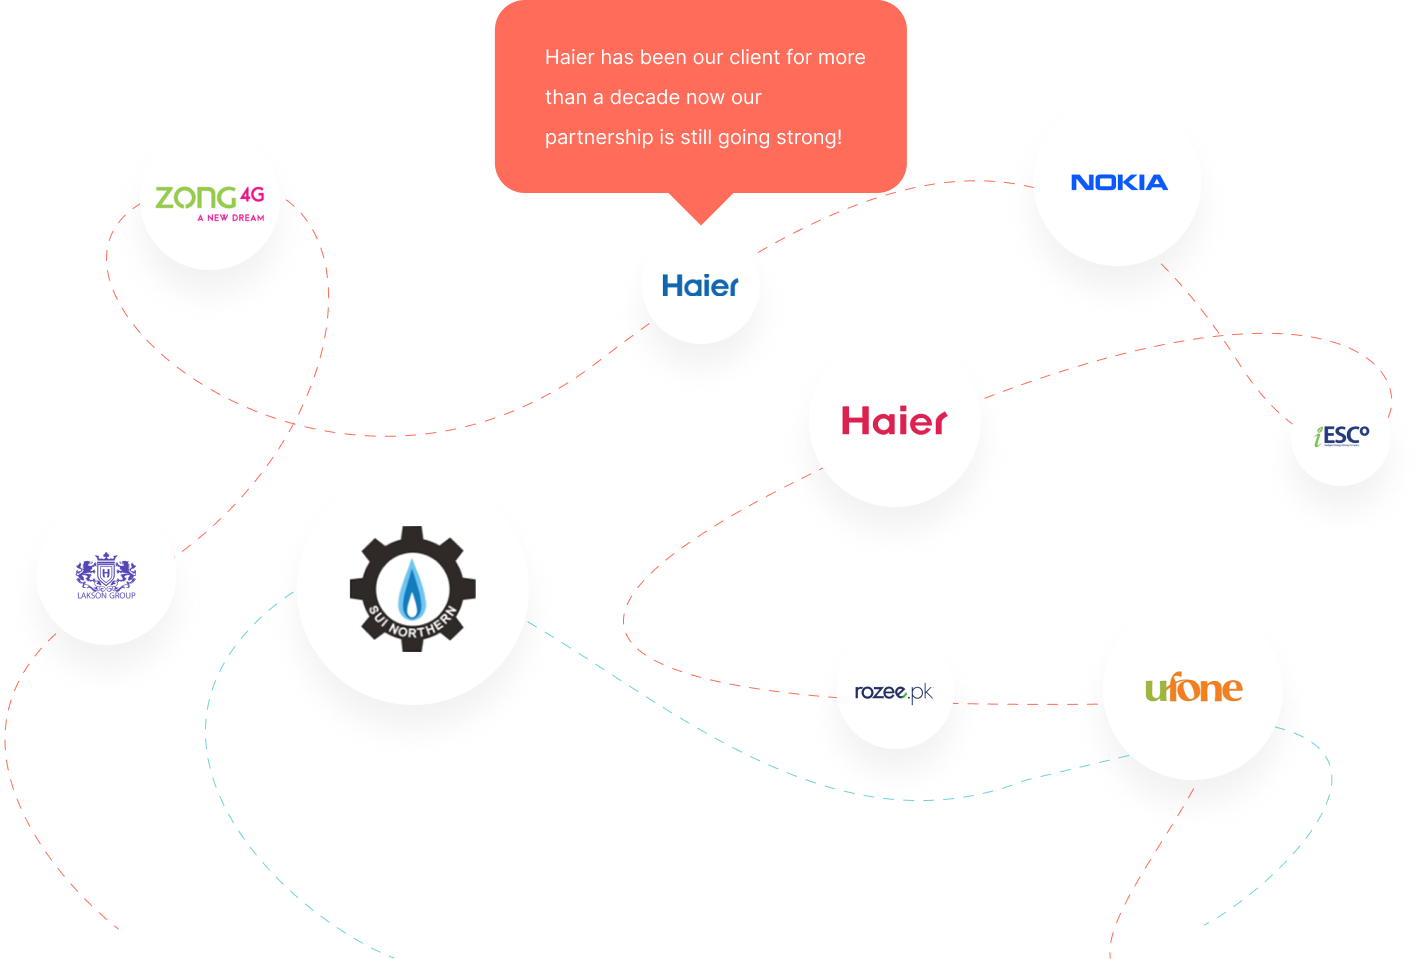 Haier has been our client for more
than a decade now our
partnership is still going strong!
ZONG 4G
A NEW DREAM
NOKIA
Haier
Haier
iESCO
LAKSON GROUP
SUI NORTHERN
rozee.pk
ufone